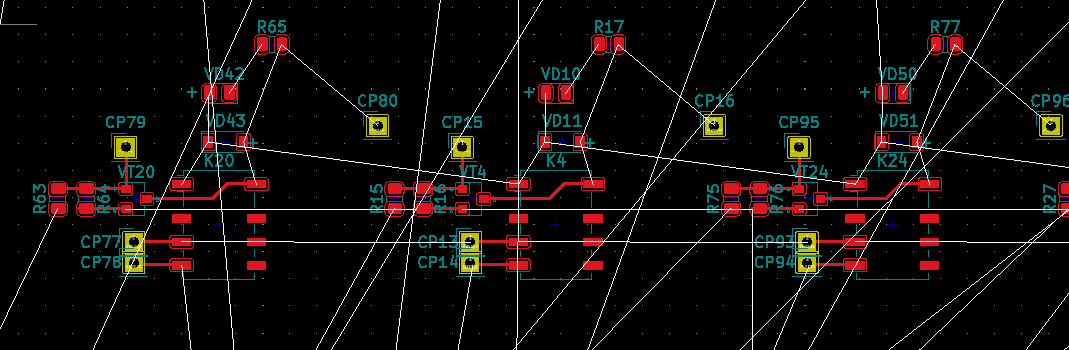 R65 R17 R77
VD42 VD10 VD50
CP80 CP16 CP96
CP79 VD43 CP15 VD11 CP95 VD51
K20 K4 K24
VT20 VT4 VT24
R63 R64 R15 R16 R75 R76 R27
CP77 CP13 CP93
CP78 CP14 CP94